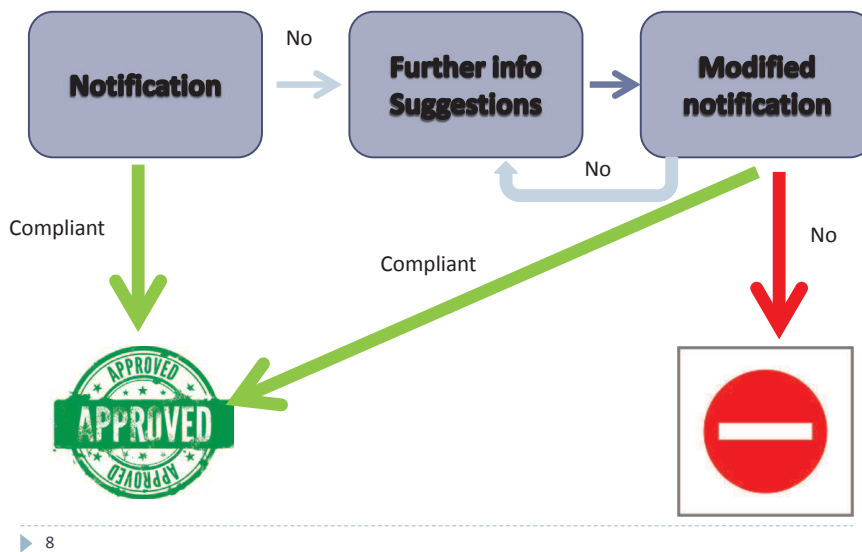 No
Notification
Further info
Suggestions
Modified
notification
No
Compliant
Compliant
No
APPROVED
APPROVED
APPROVED
8